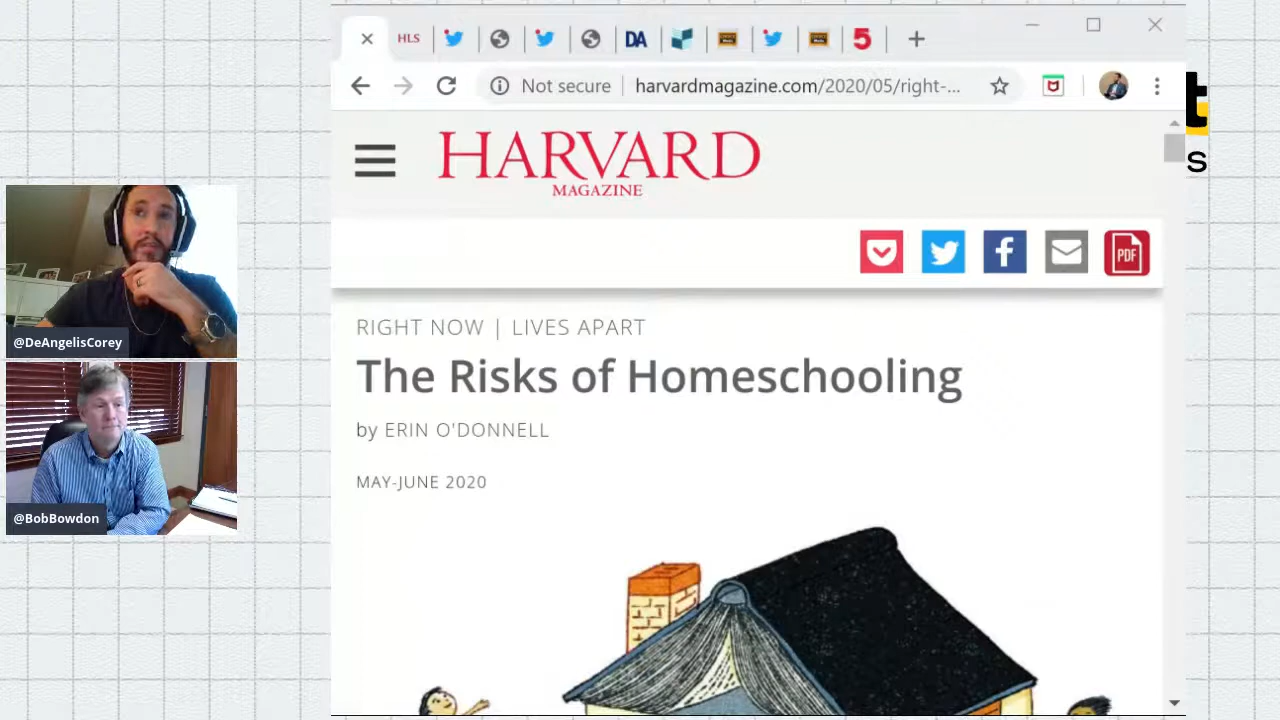 HLS
DA
5
Not secure
harvardmagazine.com/2020/05/right-...
t
s
HARVARD
MAGAZINE
PDF
RIGHT NOW | LIVES APART
The Risks of Homeschooling
by ERIN O'DONNELL
MAY-JUNE 2020
@DeAngelisCorey
@BobBowdon